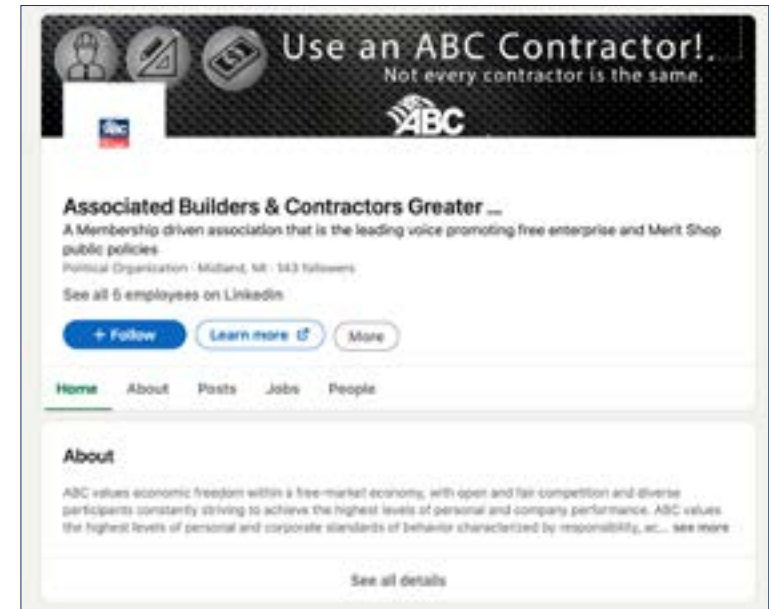 Use an ABC Contractor!
Not every contractor is the same.
ABC
ABC
Associated Builders & Contractors Greater ...
A Membership driven association that is the leading voice promoting free enterprise and Merit Shop
public policies
Political Organization · Midland, MI · 143 followers
See all 5 employees on LinkedIn
+ Follow
Learn more
More
Home About Posts Jobs People
About
ABC values economic freedom within a free-market economy, with open and fair competition and diverse
participants constantly striving to achieve the highest levels of personal and company performance. ABC values
the highest levels of personal and corporate standards of behavior characterized by responsibility, ac... see more
See all details